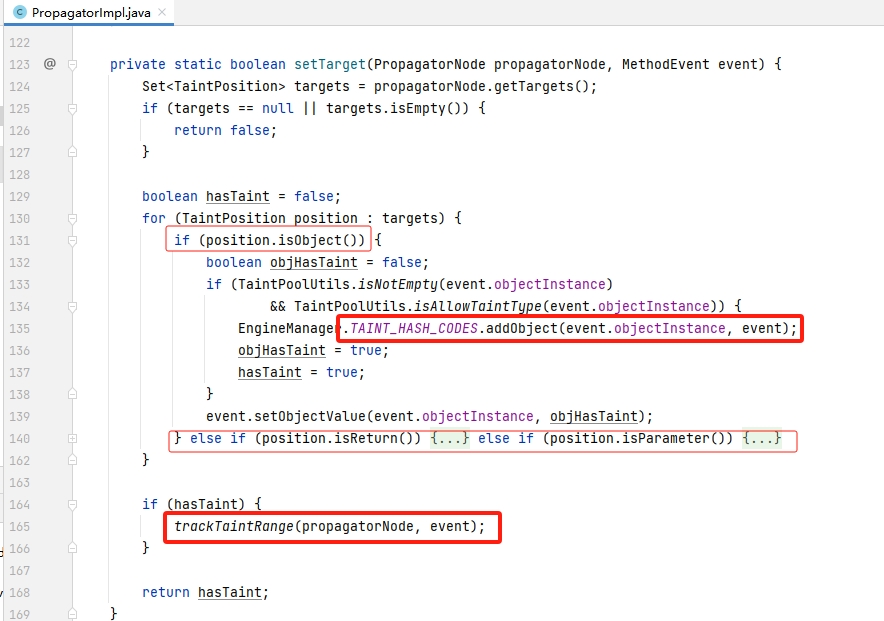 PropagatorImpl.java
122
123 @ private static boolean setTarget(PropagatorNode propagatorNode, MethodEvent event) {
124 Set<TaintPosition> targets = propagatorNode.getTargets();
125 if (targets == null || targets.isEmpty()) {
126 return false;
127 }
128
129 boolean hasTaint = false;
130 for (TaintPosition position : targets) {
131 if (position.isObject()) {
132 boolean objHasTaint = false;
133 if (TaintPoolUtils.isNotEmpty(event.objectInstance)
134 && TaintPoolUtils.isAllowTaintType(event.objectInstance)) {
135 EngineManager.TAINT_HASH_CODES.addObject(event.objectInstance, event);
136 objHasTaint = true;
137 hasTaint = true;
138 }
139 event.setObjectValue(event.objectInstance, objHasTaint);
140 } else if (position.isReturn()) {...} else if (position.isParameter()) {...}
162 }
163
164 if (hasTaint) {
165 trackTaintRange(propagatorNode, event);
166 }
167
168 return hasTaint;
169 }